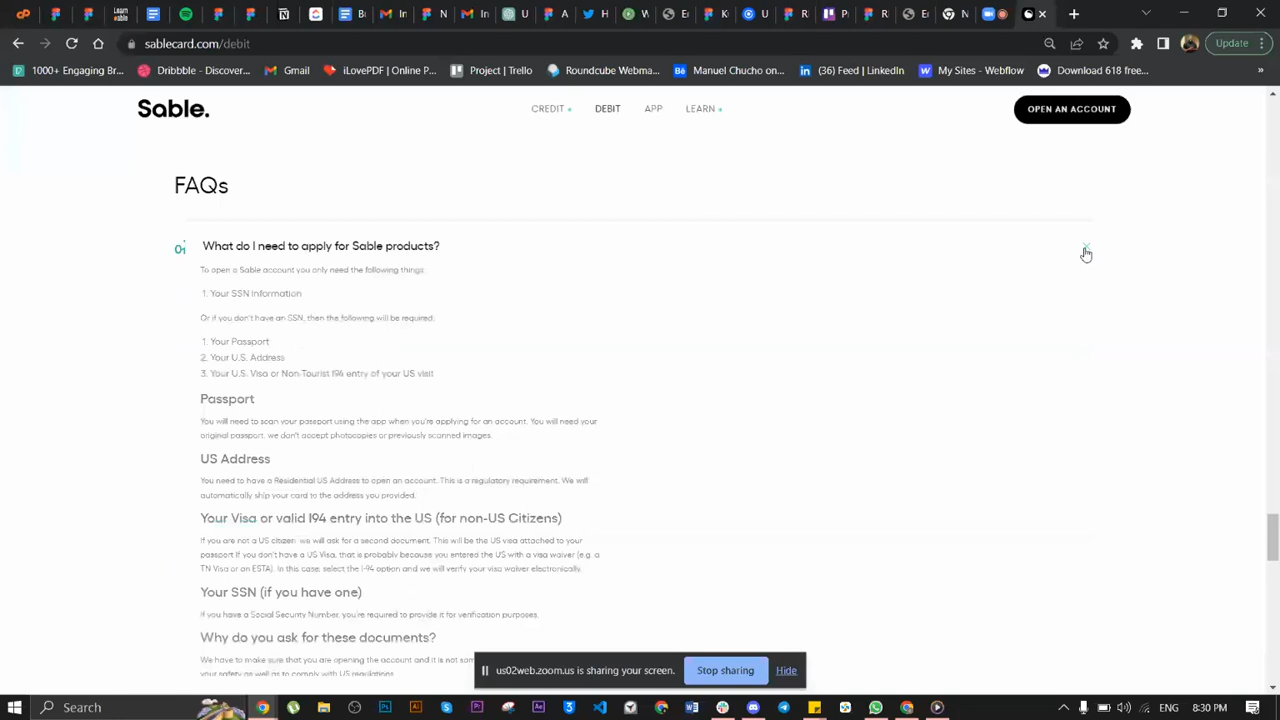 sablecard.com/debit
Update
1000+ Engaging Br...
Dribbble - Discover...
Gmail
iLovePDF | Online P...
Project | Trello
Roundcube Webma...
Manuel Chucho on...
(36) Feed | LinkedIn
My Sites - Webflow
Download 618 free...
»
Sable.
CREDIT
DEBIT
APP
LEARN
OPEN AN ACCOUNT
FAQs
01
What do I need to apply for Sable products?
To open a Sable account you only need the following things:
1. Your SSN Information
Or if you don't have an SSN, then the following will be required:
1. Your Passport
2. Your U.S. Address
3. Your U.S. Visa or Non-Tourist I94 entry of your US visit
Passport
You will need to scan your passport using the app when you're applying for an account. You will need your
original passport, we don't accept photocopies or previously scanned images.
US Address
You need to have a Residential US Address to open an account. This is a regulatory requirement. We will
automatically ship your card to the address you provided.
Your Visa or valid I94 entry into the US (for non-US Citizens)
If you are not a US citizen we will ask for a second document. This will be the US visa attached to your
passport If you don't have a US Visa, that is probably because you entered the US with a visa waiver (e.g. a
TN Visa or an ESTA). In this case, select the I-94 option and we will verify your visa waiver electronically.
Your SSN (if you have one)
If you have a Social Security Number, you're required to provide it for verification purposes.
Why do you ask for these documents?
We have to make sure that you are opening the account and it is not som
your safety as well as to comply with US regulations.
us02web.zoom.us is sharing your screen.
Stop sharing
Hide
Search
8:30 PM